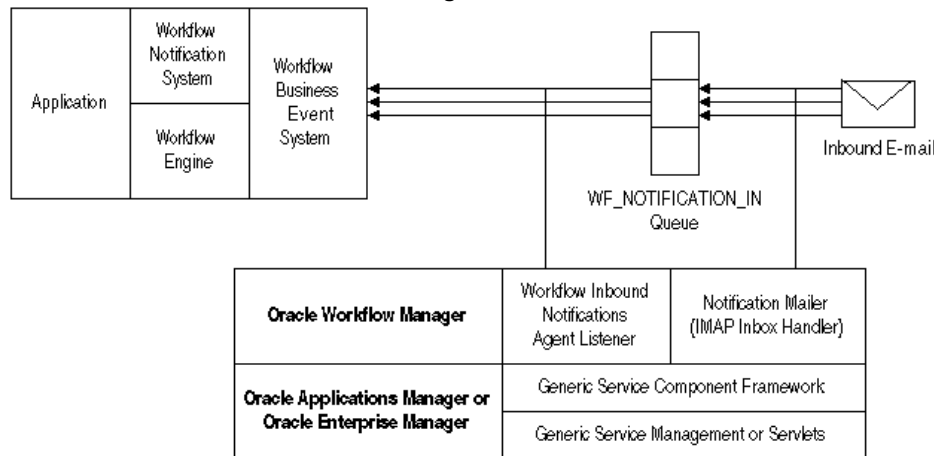 Application
Workflow
Notification
System
Workflow
Engine
Workflow
Business
Event
System
Inbound E-mail
WF_NOTIFICATION_IN
Queue
Oracle Workflow Manager
Workflow Inbound
Notifications
Agent Listener
Notification Mailer
(IMAP Inbox Handler)
Oracle Applications Manager or
Oracle Enterprise Manager
Generic Service Component Framework
Generic Service Management or Servlets